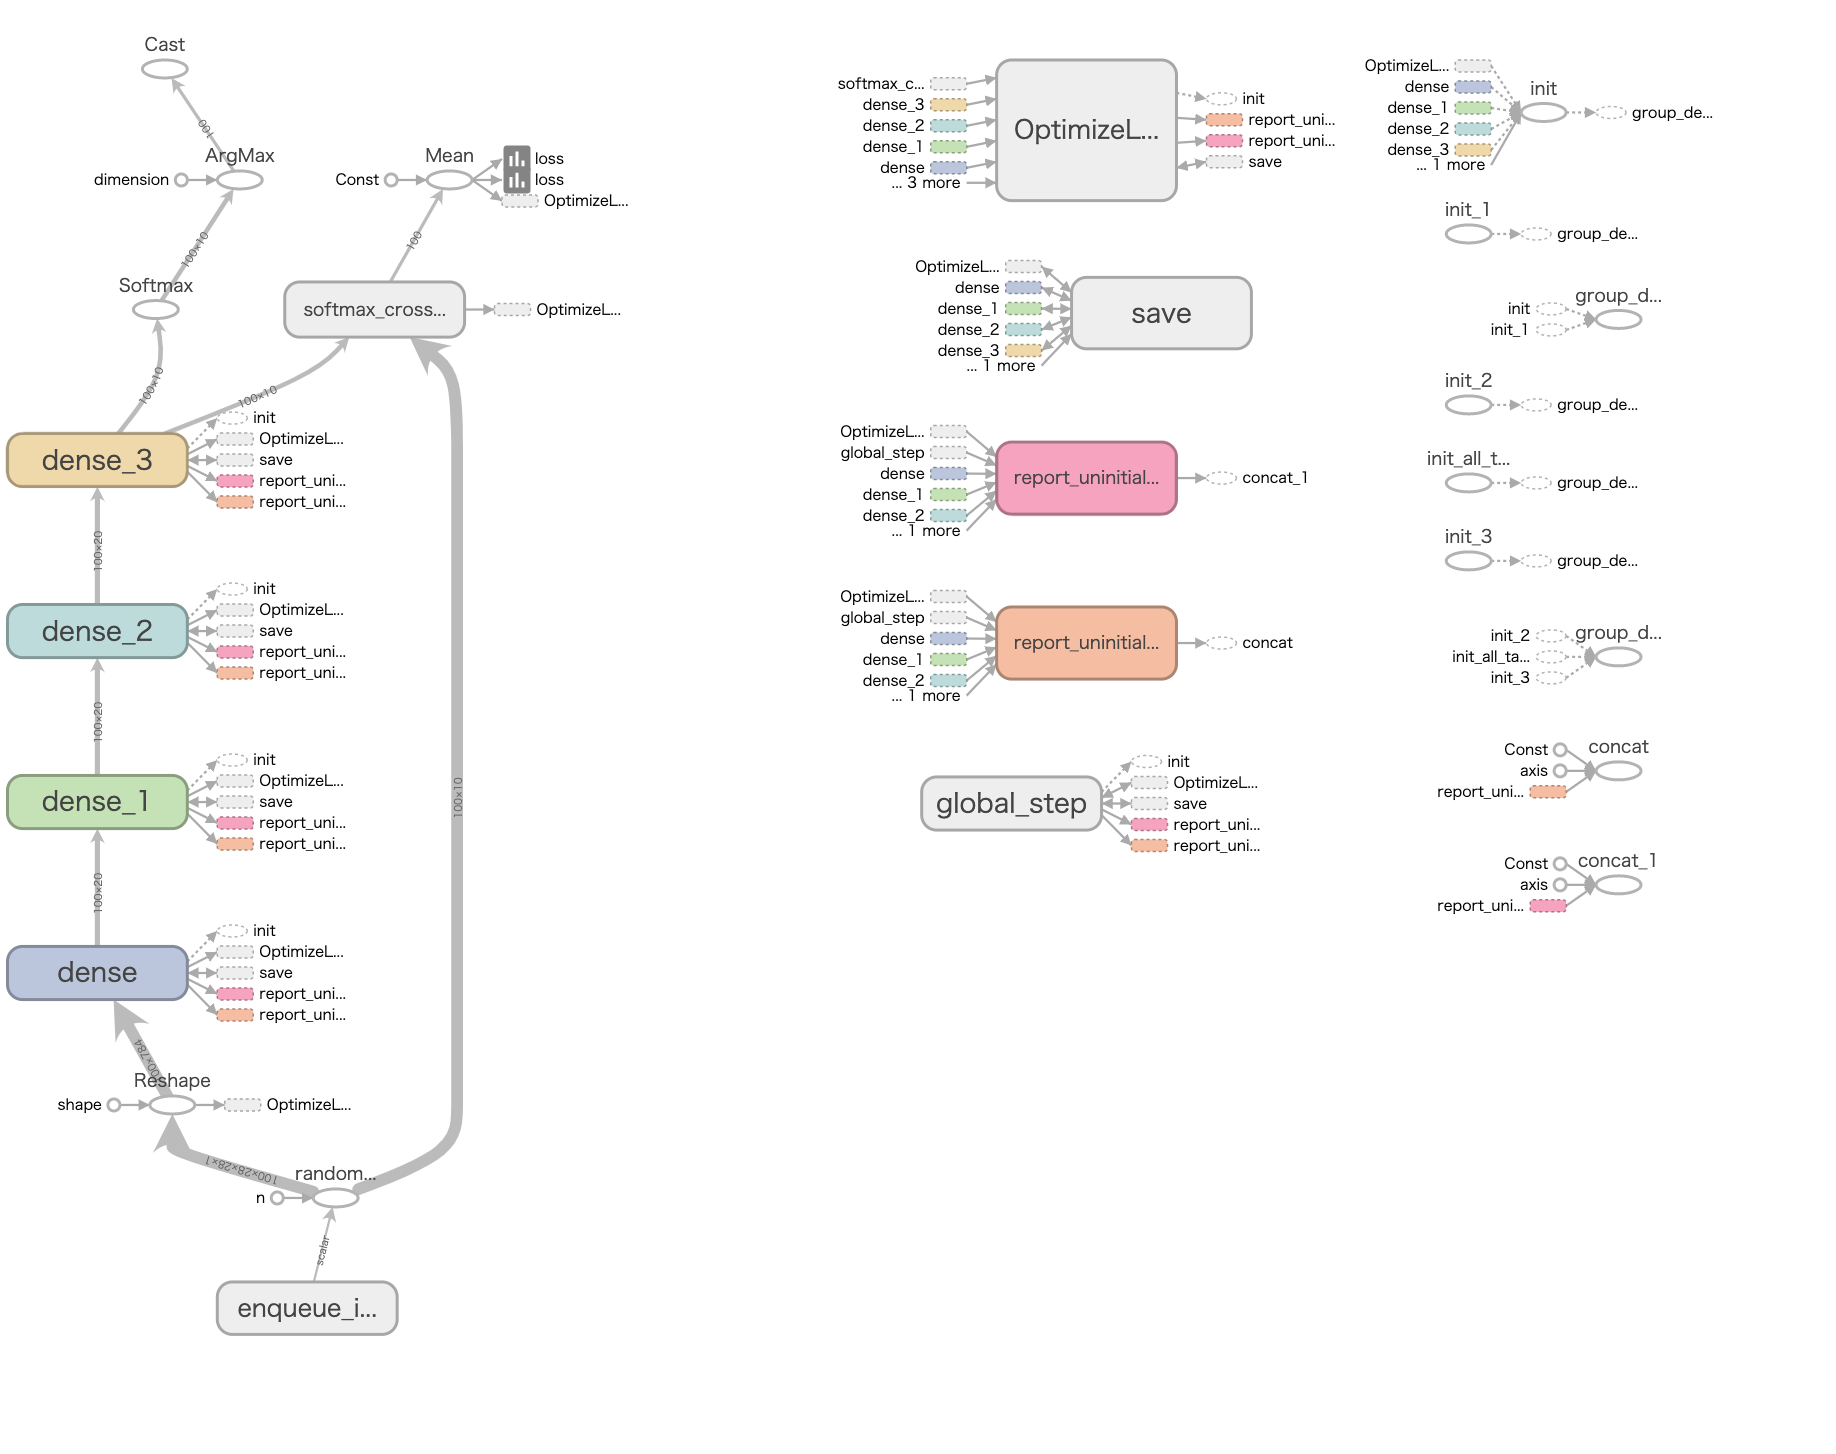 Cast
100
ArgMax
dimension
100×10
Softmax
100×10
Mean
Const
loss
loss
OptimizeL...
100
softmax_cross...
OptimizeL...
100×10
dense_3
init
OptimizeL...
save
report_uni...
report_uni...
100×20
dense_2
init
OptimizeL...
save
report_uni...
report_uni...
100×20
dense_1
init
OptimizeL...
save
report_uni...
report_uni...
100×20
100×10
dense
init
OptimizeL...
save
report_uni...
report_uni...
100×784
Reshape
shape
OptimizeL...
100×28×28×1
random...
n
scalar
enqueue_i...
softmax_c...
dense_3
dense_2
dense_1
dense
... 3 more
OptimizeL...
init
report_uni...
report_uni...
save
OptimizeL...
dense
dense_1
dense_2
dense_3
... 1 more
save
OptimizeL...
global_step
dense
dense_1
dense_2
... 1 more
report_uninitial...
concat_1
OptimizeL...
global_step
dense
dense_1
dense_2
... 1 more
report_uninitial...
concat
global_step
init
OptimizeL...
save
report_uni...
report_uni...
OptimizeL...
dense
dense_1
dense_2
dense_3
... 1 more
init
group_de...
init_1
group_de...
group_d...
init
init_1
init_2
group_de...
init_all_t...
group_de...
init_3
group_de...
group_d...
init_2
init_all_ta...
init_3
concat
Const
axis
report_uni...
concat_1
Const
axis
report_uni...